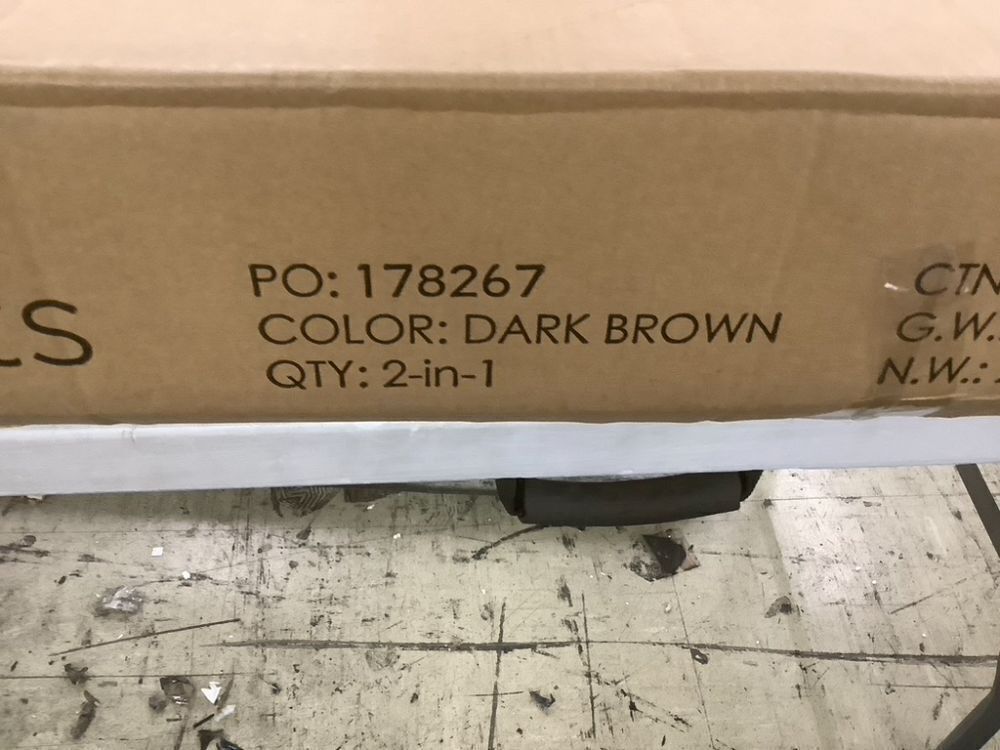 PO: 178267
COLOR: DARK BROWN
QTY: 2-in-1
G.W.:
N.W.: